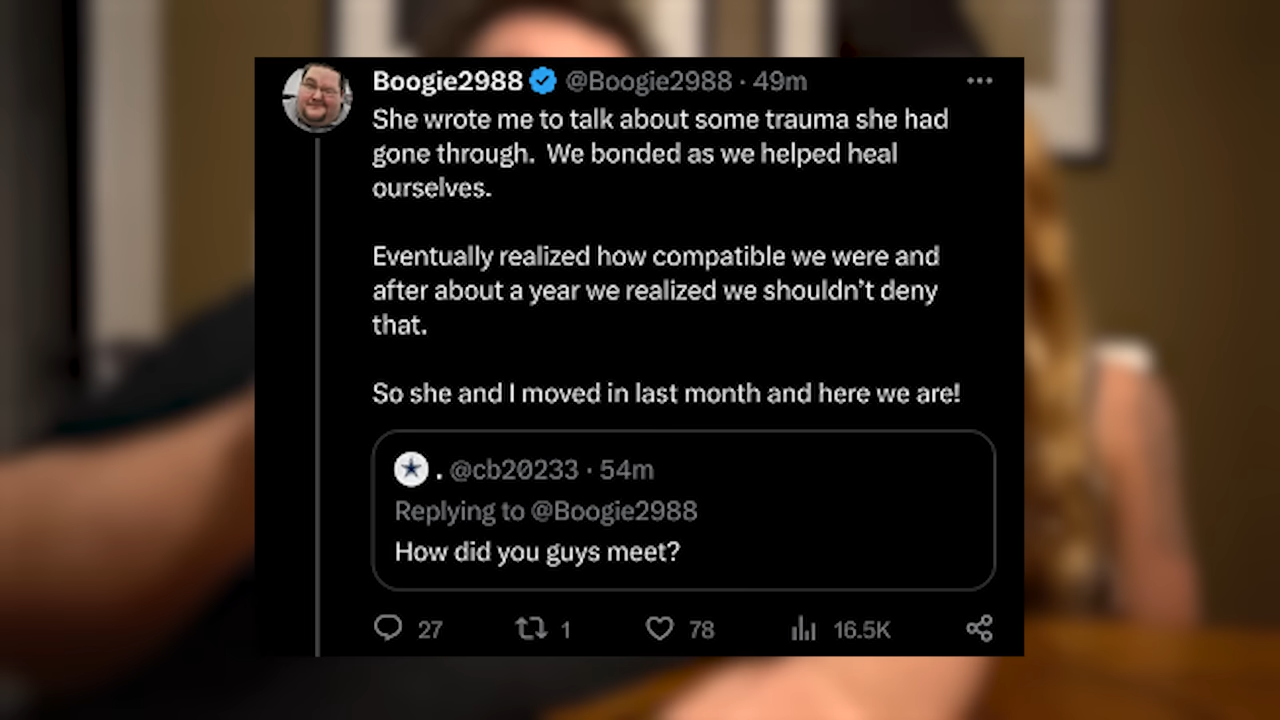 Boogie2988 @Boogie2988 · 49m
She wrote me to talk about some trauma she had
gone through.  We bonded as we helped heal
ourselves.
Eventually realized how compatible we were and
after about a year we realized we shouldn’t deny
that.
So she and I moved in last month and here we are!
. @cb20233 · 54m
Replying to @Boogie2988
How did you guys meet?
27 1 78 16.5K